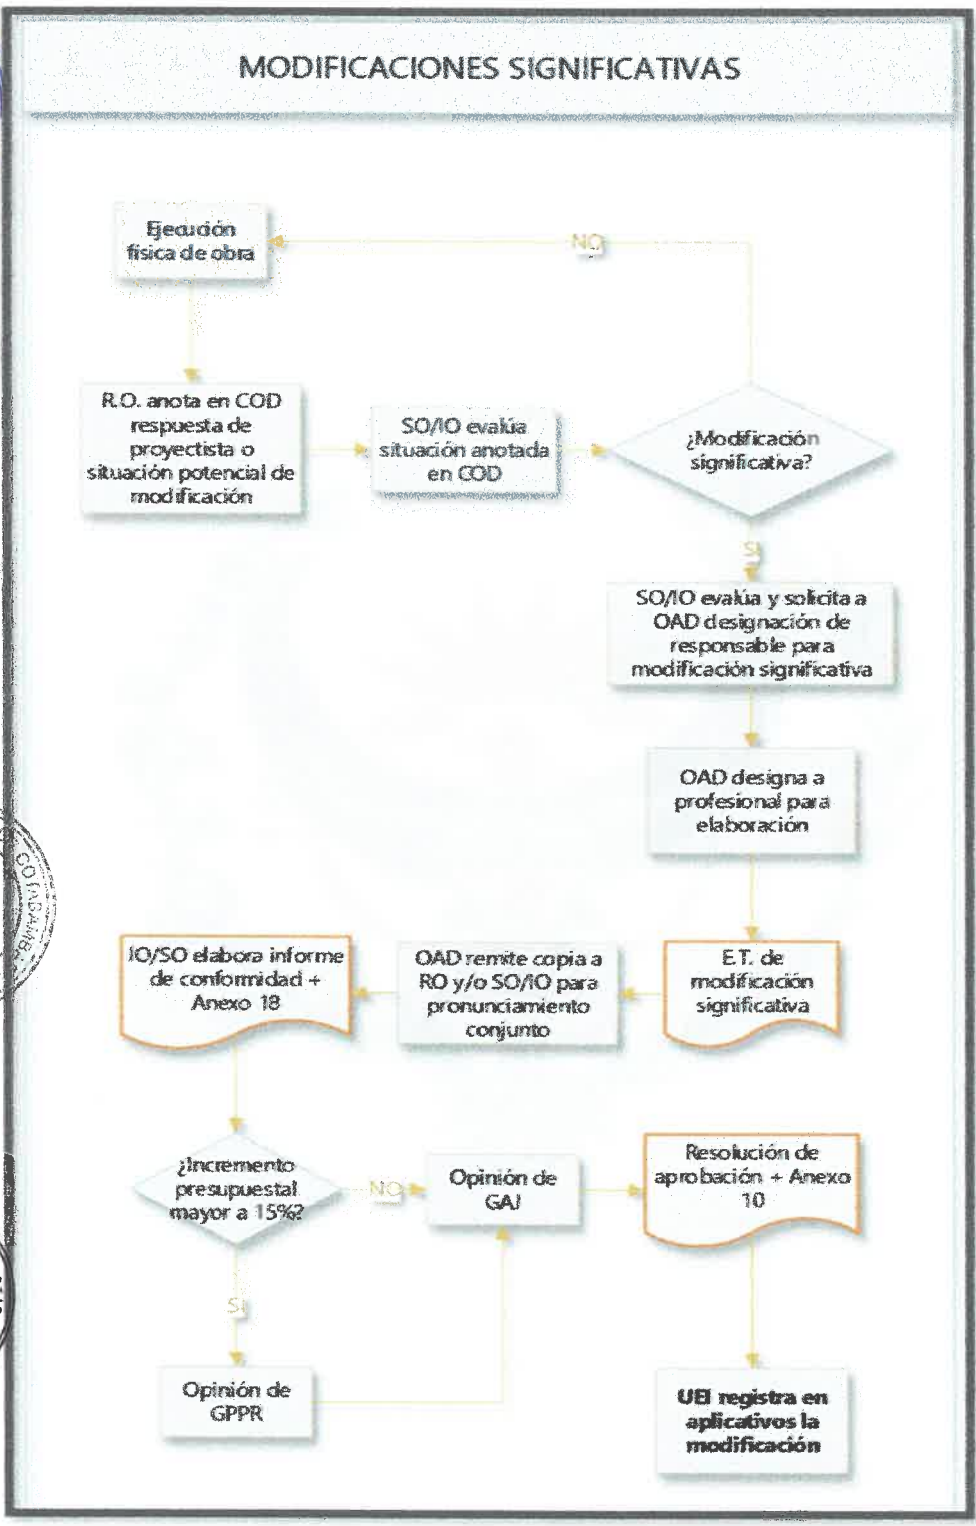 MODIFICACIONES SIGNIFICATIVAS
Ejecución
física de obra
NO
R.O. anota en COD
respuesta de
proyectista o
situación potencial de
modificación
SO/IO evalúa
situación anotada
en COD
¿Modificación
significativa?
SI
SO/IO evalúa y solicita a
OAD designación de
responsable para
modificación significativa
OAD designa a
profesional para
elaboración
E.T. de
modificación
significativa
OAD remite copia a
RO y/o SO/IO para
pronunciamiento
conjunto
IO/SO elabora informe
de conformidad +
Anexo 18
¿Incremento
presupuestal
mayor a 15%?
NO
Opinión de
GAJ
Resolución de
aprobación + Anexo
10
SI
Opinión de
GPPR
UEI registra en
aplicativos la
modificación